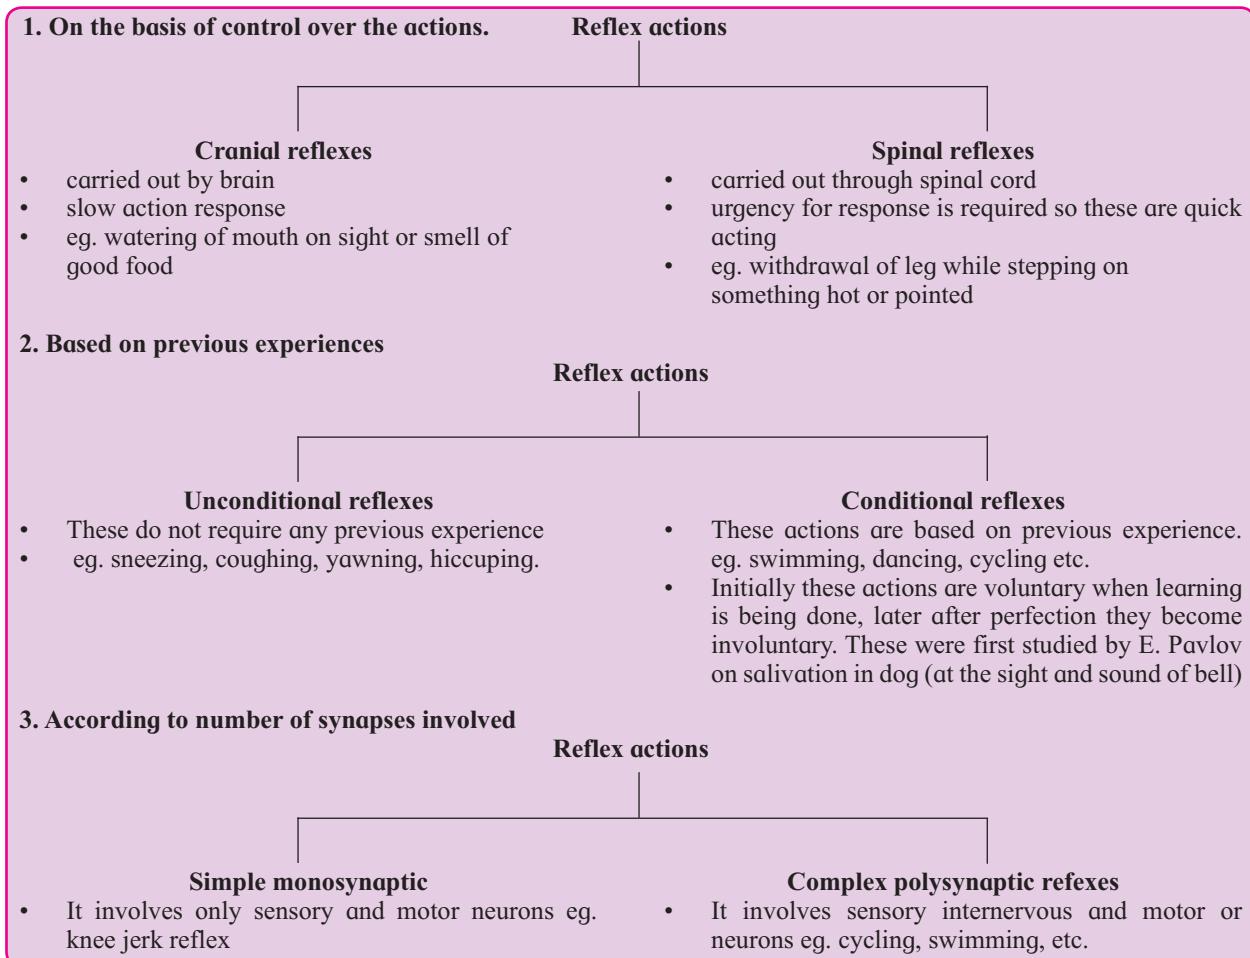 1. On the basis of control over the actions. Reflex actions
Cranial reflexes
• carried out by brain
• slow action response
• eg. watering of mouth on sight or smell of
good food
Spinal reflexes
• carried out through spinal cord
• urgency for response is required so these are quick
acting
• eg. withdrawal of leg while stepping on
something hot or pointed
2. Based on previous experiences
Reflex actions
Unconditional reflexes
• These do not require any previous experience
• eg. sneezing, coughing, yawning, hiccuping.
Conditional reflexes
• These actions are based on previous experience.
eg. swimming, dancing, cycling etc.
• Initially these actions are voluntary when learning
is being done, later after perfection they become
involuntary. These were first studied by E. Pavlov
on salivation in dog (at the sight and sound of bell)
3. According to number of synapses involved
Reflex actions
Simple monosynaptic
• It involves only sensory and motor neurons eg.
knee jerk reflex
Complex polysynaptic refexes
• It involves sensory internervous and motor or
neurons eg. cycling, swimming, etc.